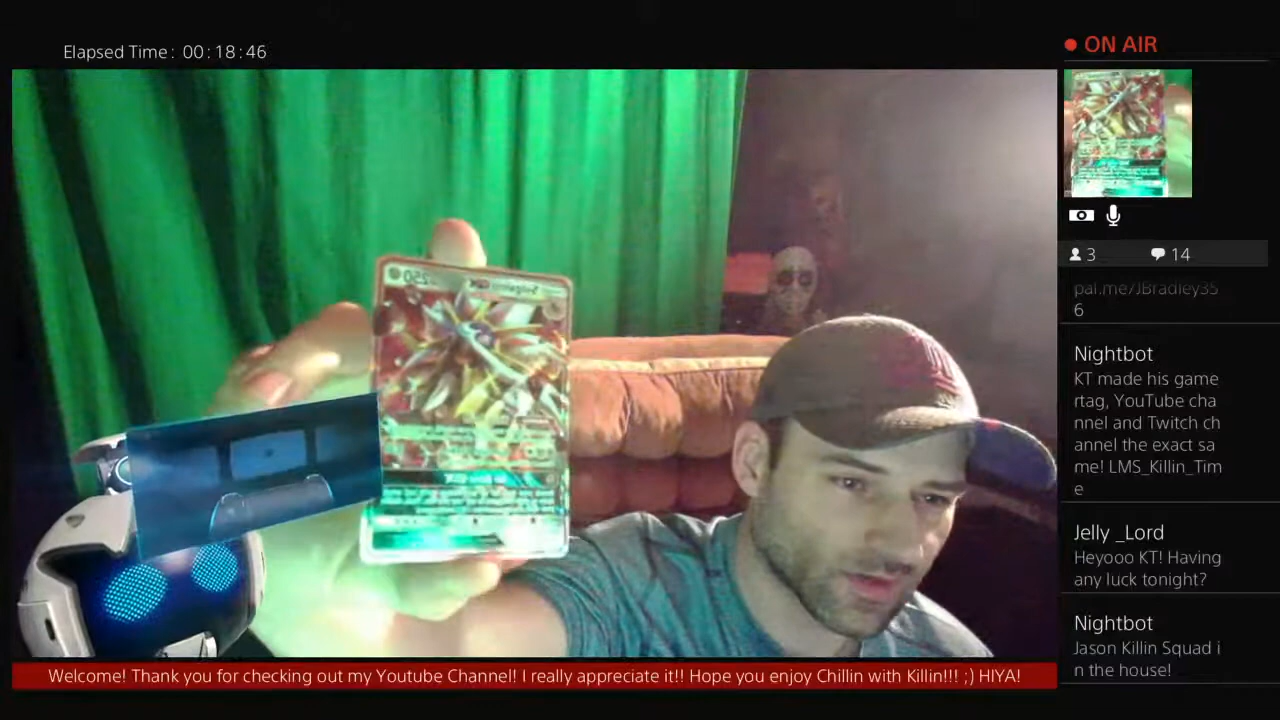 Elapsed Time: 00:18:46
ON AIR
3
14
pal.me/JBradley35
6
Nightbot
KT made his game
rtag, YouTube cha
nnel and Twitch ch
annel the exact sa
me! LMS_Killin_Tim
e
Jelly _Lord
Heyooo KT! Having
any luck tonight?
Nightbot
Jason Killin Squad i
n the house!
Welcome! Thank you for checking out my Youtube Channel! I really appreciate it!! Hope you enjoy Chillin with Killin!!! ;) HIYA!